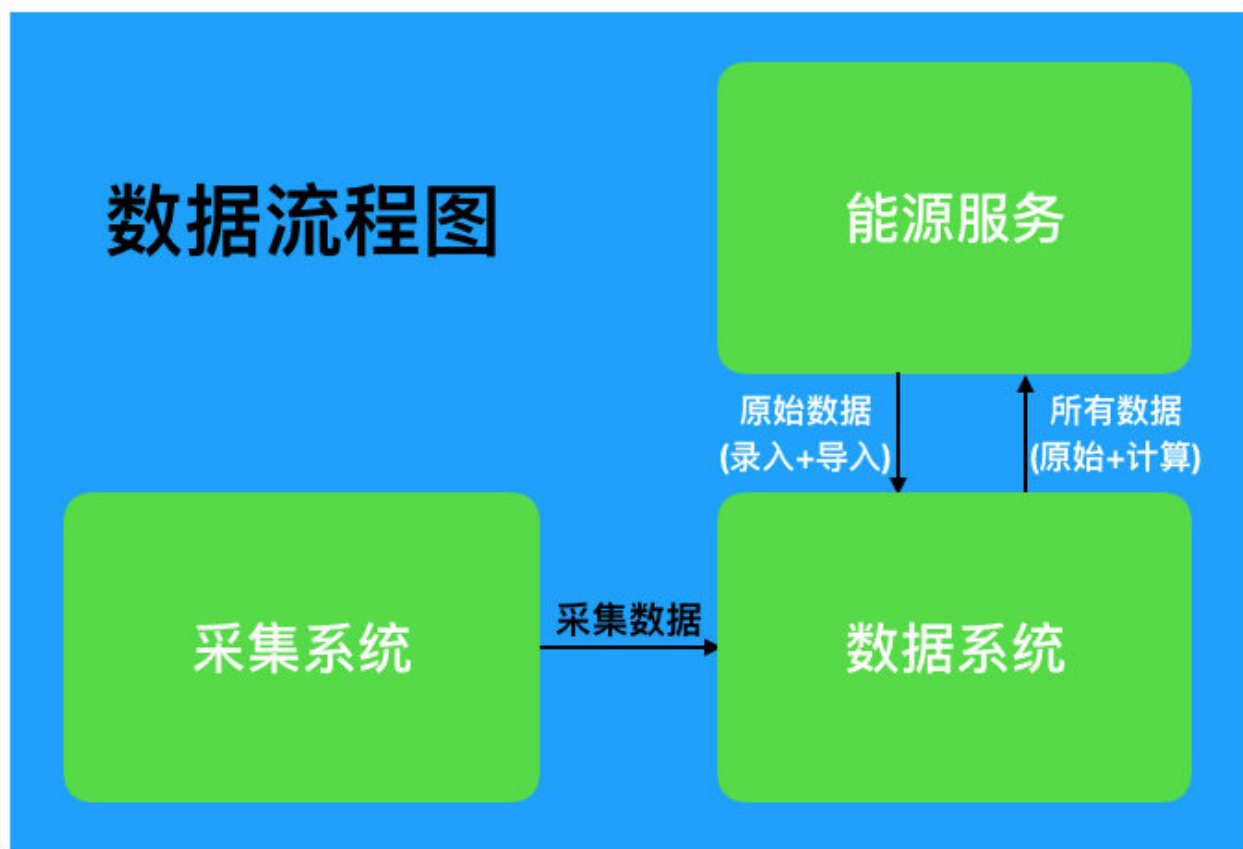 数据流程图
能源服务
原始数据
(录入+导入)
所有数据
(原始+计算)
采集系统
采集数据
数据系统